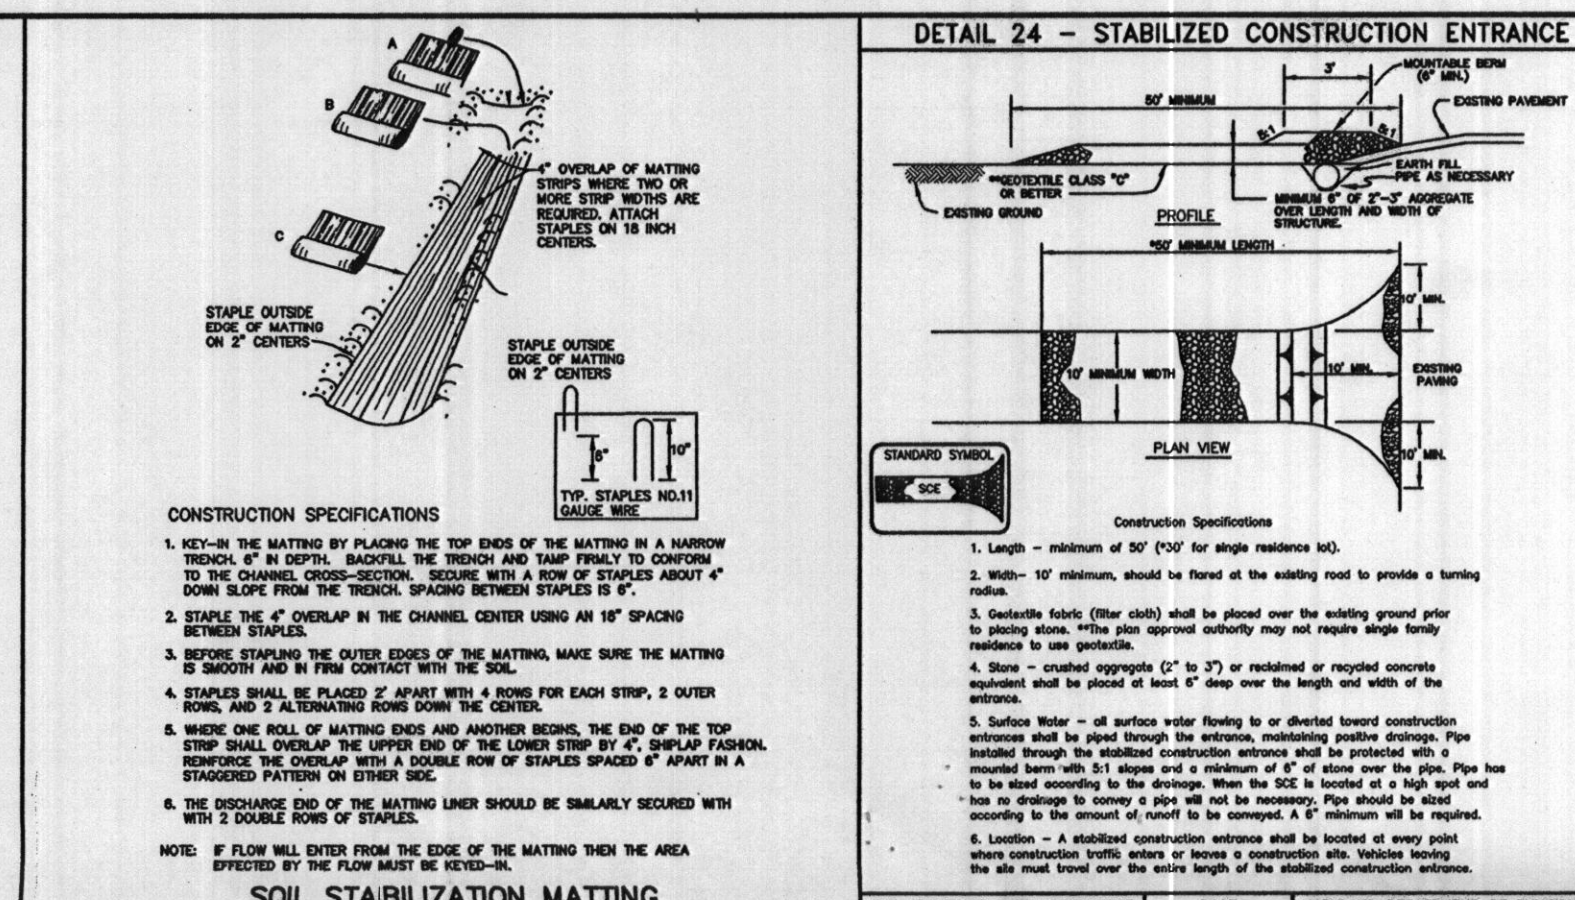 A
B
C
4" OVERLAP OF MATTING
STRIPS WHERE TWO OR
MORE STRIP WIDTHS ARE
REQUIRED. ATTACH
STAPLES ON 18 INCH
CENTERS.
STAPLE OUTSIDE
EDGE OF MATTING
ON 2" CENTERS
STAPLE OUTSIDE
EDGE OF MATTING
ON 2" CENTERS
6"
10"
TYP. STAPLES NO.11
GAUGE WIRE
CONSTRUCTION SPECIFICATIONS
1. KEY-IN THE MATTING BY PLACING THE TOP ENDS OF THE MATTING IN A NARROW
TRENCH. 6" IN DEPTH. BACKFILL THE TRENCH AND TAMP FIRMLY TO CONFORM
TO THE CHANNEL CROSS-SECTION. SECURE WITH A ROW OF STAPLES ABOUT 4"
DOWN SLOPE FROM THE TRENCH. SPACING BETWEEN STAPLES IS 6".
2. STAPLE THE 4" OVERLAP IN THE CHANNEL CENTER USING AN 18" SPACING
BETWEEN STAPLES.
3. BEFORE STAPLING THE OUTER EDGES OF THE MATTING, MAKE SURE THE MATTING
IS SMOOTH AND IN FIRM CONTACT WITH THE SOIL.
4. STAPLES SHALL BE PLACED 2' APART WITH 4 ROWS FOR EACH STRIP, 2 OUTER
ROWS, AND 2 ALTERNATING ROWS DOWN THE CENTER.
5. WHERE ONE ROLL OF MATTING ENDS AND ANOTHER BEGINS, THE END OF THE TOP
STRIP SHALL OVERLAP THE UPPER END OF THE LOWER STRIP BY 4", SHIPLAP FASHION.
REINFORCE THE OVERLAP WITH A DOUBLE ROW OF STAPLES SPACED 6" APART IN A
STAGGERED PATTERN ON EITHER SIDE.
6. THE DISCHARGE END OF THE MATTING LINER SHOULD BE SIMILARLY SECURED WITH
WITH 2 DOUBLE ROWS OF STAPLES.
NOTE: IF FLOW WILL ENTER FROM THE EDGE OF THE MATTING THEN THE AREA
EFFECTED BY THE FLOW MUST BE KEYED-IN.
SOIL STABILIZATION MATTING
DETAIL 24 - STABILIZED CONSTRUCTION ENTRANCE
MOUNTABLE BERM
(6" MIN.)
3'
50' MINIMUM
EXISTING PAVEMENT
5:1
5:1
EARTH FILL
PIPE AS NECESSARY
**GEOTEXTILE CLASS "C"
OR BETTER
MINIMUM 6" OF 2"-3" AGGREGATE
OVER LENGTH AND WIDTH OF
STRUCTURE.
EXISTING GROUND
PROFILE
*50' MINIMUM LENGTH
10' MIN.
10' MINIMUM WIDTH
10' MIN.
EXISTING
PAVING
10' MIN.
PLAN VIEW
STANDARD SYMBOL
SCE
Construction Specifications
1. Length - minimum of 50' (*30' for single residence lot).
2. Width- 10' minimum, should be flared at the existing road to provide a turning
radius.
3. Geotextile fabric (filter cloth) shall be placed over the existing ground prior
to placing stone. **The plan approval authority may not require single family
residence to use geotextile.
4. Stone - crushed aggregate (2" to 3") or reclaimed or recycled concrete
equivalent shall be placed at least 6" deep over the length and width of the
entrance.
5. Surface Water - all surface water flowing to or diverted toward construction
entrances shall be piped through the entrance, maintaining positive drainage. Pipe
installed through the stabilized construction entrance shall be protected with a
mounted berm with 5:1 slopes and a minimum of 6" of stone over the pipe. Pipe has
to be sized according to the drainage. When the SCE is located at a high spot and
has no drainage to convey a pipe will not be necessary. Pipe should be sized
according to the amount of runoff to be conveyed. A 6" minimum will be required.
6. Location - A stabilized construction entrance shall be located at every point
where construction traffic enters or leaves a construction site. Vehicles leaving
the site must travel over the entire length of the stabilized construction entrance.